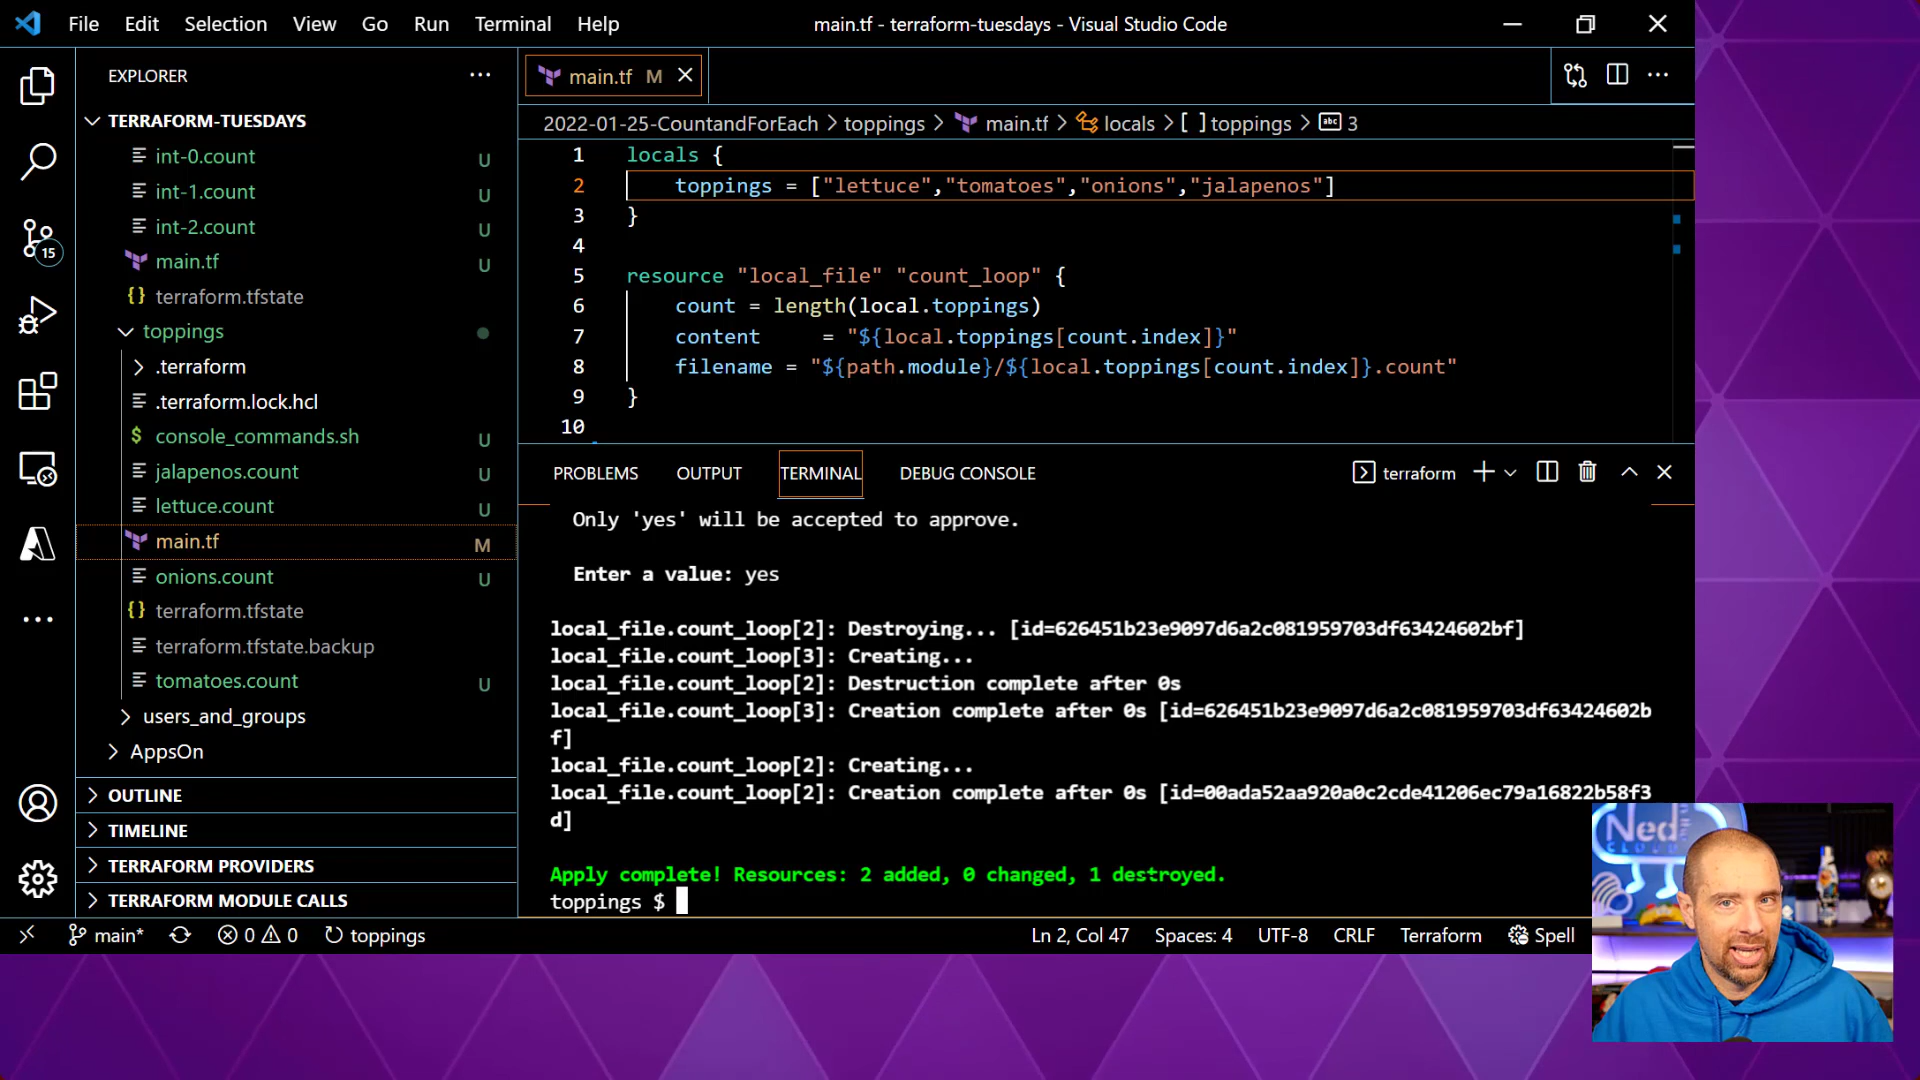 File Edit Selection View Go Run Terminal Help
main.tf - terraform-tuesdays - Visual Studio Code
EXPLORER
TERRAFORM-TUESDAYS
int-0.count U
int-1.count U
int-2.count U
main.tf U
terraform.tfstate
toppings
.terraform
.terraform.lock.hcl
console_commands.sh U
jalapenos.count U
lettuce.count U
main.tf M
onions.count U
terraform.tfstate
terraform.tfstate.backup
tomatoes.count U
users_and_groups
AppsOn
OUTLINE
TIMELINE
TERRAFORM PROVIDERS
TERRAFORM MODULE CALLS
15
main.tf M
2022-01-25-CountandForEach > toppings > main.tf > locals > [ ] toppings > abc 3
1 locals {
2 toppings = ["lettuce","tomatoes","onions","jalapenos"]
3 }
4
5 resource "local_file" "count_loop" {
6 count = length(local.toppings)
7 content = "${local.toppings[count.index]}"
8 filename = "${path.module}/${local.toppings[count.index]}.count"
9 }
10
PROBLEMS OUTPUT TERMINAL DEBUG CONSOLE
terraform
Only 'yes' will be accepted to approve.
Enter a value: yes
local_file.count_loop[2]: Destroying... [id=626451b23e9097d6a2c081959703df63424602bf]
local_file.count_loop[3]: Creating...
local_file.count_loop[2]: Destruction complete after 0s
local_file.count_loop[3]: Creation complete after 0s [id=626451b23e9097d6a2c081959703df63424602b
f]
local_file.count_loop[2]: Creating...
local_file.count_loop[2]: Creation complete after 0s [id=00ada52aa920a0c2cde41206ec79a16822b58f3
d]
Apply complete! Resources: 2 added, 0 changed, 1 destroyed.
toppings $
main* 0 0 toppings
Ln 2, Col 47 Spaces: 4 UTF-8 CRLF Terraform Spell
Ned